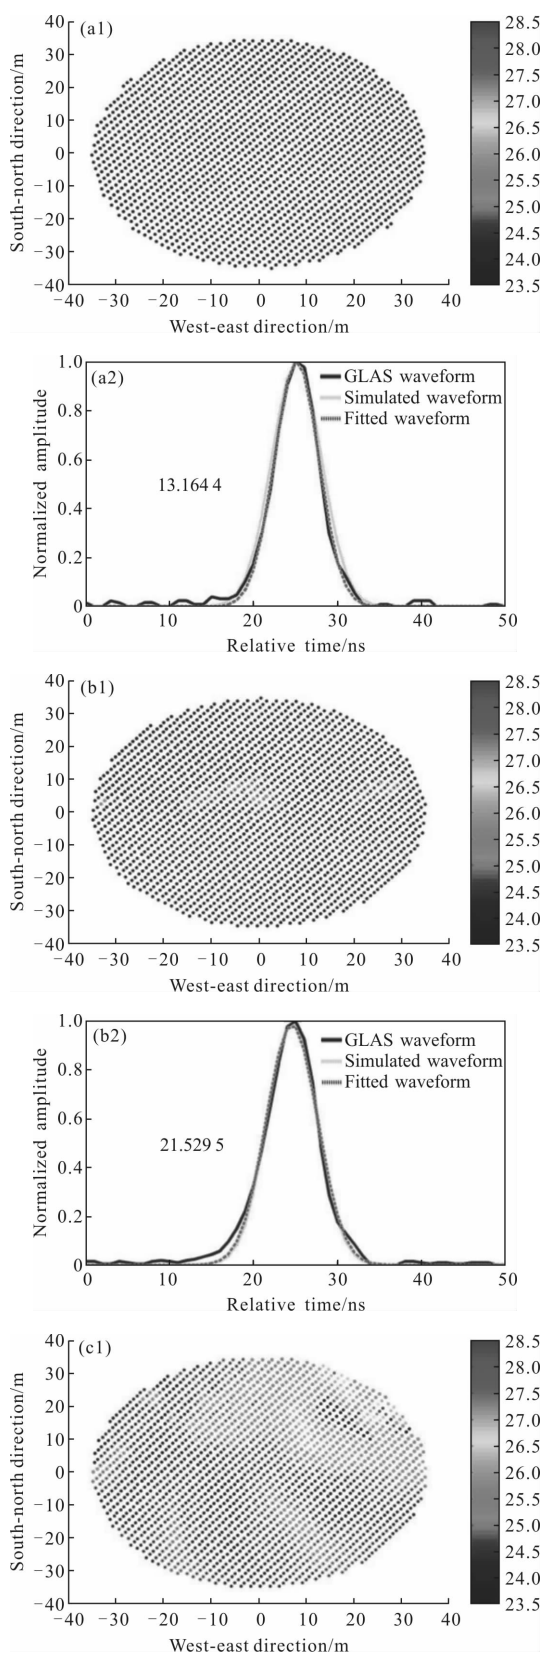 (a1)
40
30
20
10
0
−10
−20
−30
−40
South-north direction/m
−40 −30 −20 −10 0 10 20 30 40
West-east direction/m
28.5
28.0
27.5
27.0
26.5
26.0
25.5
25.0
24.5
24.0
23.5
(a2)
1.0
0.8
0.6
0.4
0.2
0
Normalized amplitude
GLAS waveform
Simulated waveform
Fitted waveform
13.164 4
0 10 20 30 40 50
Relative time/ns
(b1)
40
30
20
10
0
−10
−20
−30
−40
South-north direction/m
−40 −30 −20 −10 0 10 20 30 40
West-east direction/m
28.5
28.0
27.5
27.0
26.5
26.0
25.5
25.0
24.5
24.0
23.5
(b2)
1.0
0.8
0.6
0.4
0.2
0
Normalized amplitude
GLAS waveform
Simulated waveform
Fitted waveform
21.529 5
0 10 20 30 40 50
Relative time/ns
(c1)
40
30
20
10
0
−10
−20
−30
−40
South-north direction/m
−40 −30 −20 −10 0 10 20 30 40
West-east direction/m
28.5
28.0
27.5
27.0
26.5
26.0
25.5
25.0
24.5
24.0
23.5